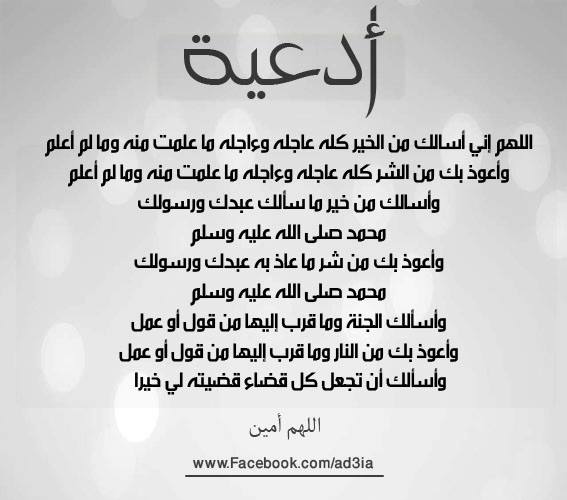 أدعية
اللهم إني أسالك من الخير كله عاجله وءاجله ما علمت منه وما لم أعلم
وأعوذ بك من الشر كله عاجله وءاجله ما علمت منه وما لم أعلم
وأسالك من خير ما سألك عبدك ورسولك
محمد صلى الله عليه وسلم
وأعوذ بك من شر ما عاذ به عبدك ورسولك
محمد صلى الله عليه وسلم
وأسألك الجنة وما قرب إليها من قول أو عمل
وأعوذ بك من النار وما قرب إليها من قول أو عمل
وأسألك أن تجعل كل قضاء قضيته لي خيرا
اللهم أمين
www.Facebook.com/ad3ia